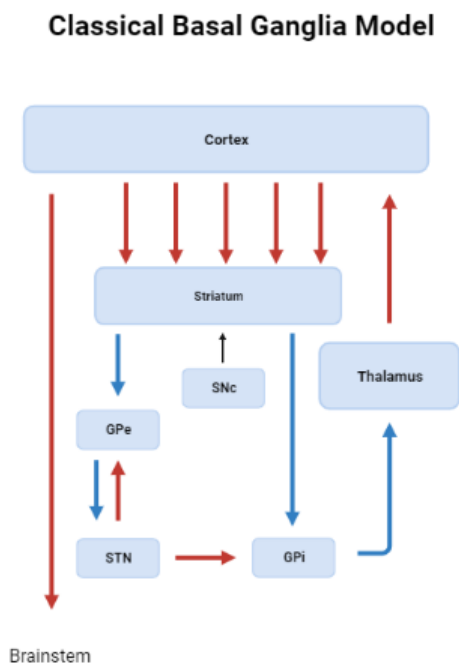 Classical Basal Ganglia Model
Cortex
Striatum
SNc
Thalamus
GPe
STN
GPi
Brainstem